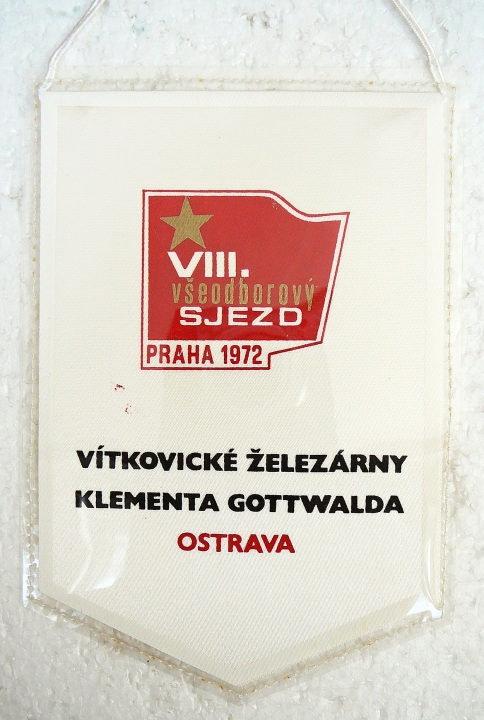 VIII.
všeodborový
SJEZD
PRAHA 1972
VÍTKOVICKÉ ŽELEZÁRNY
KLEMENTA GOTTWALDA
OSTRAVA